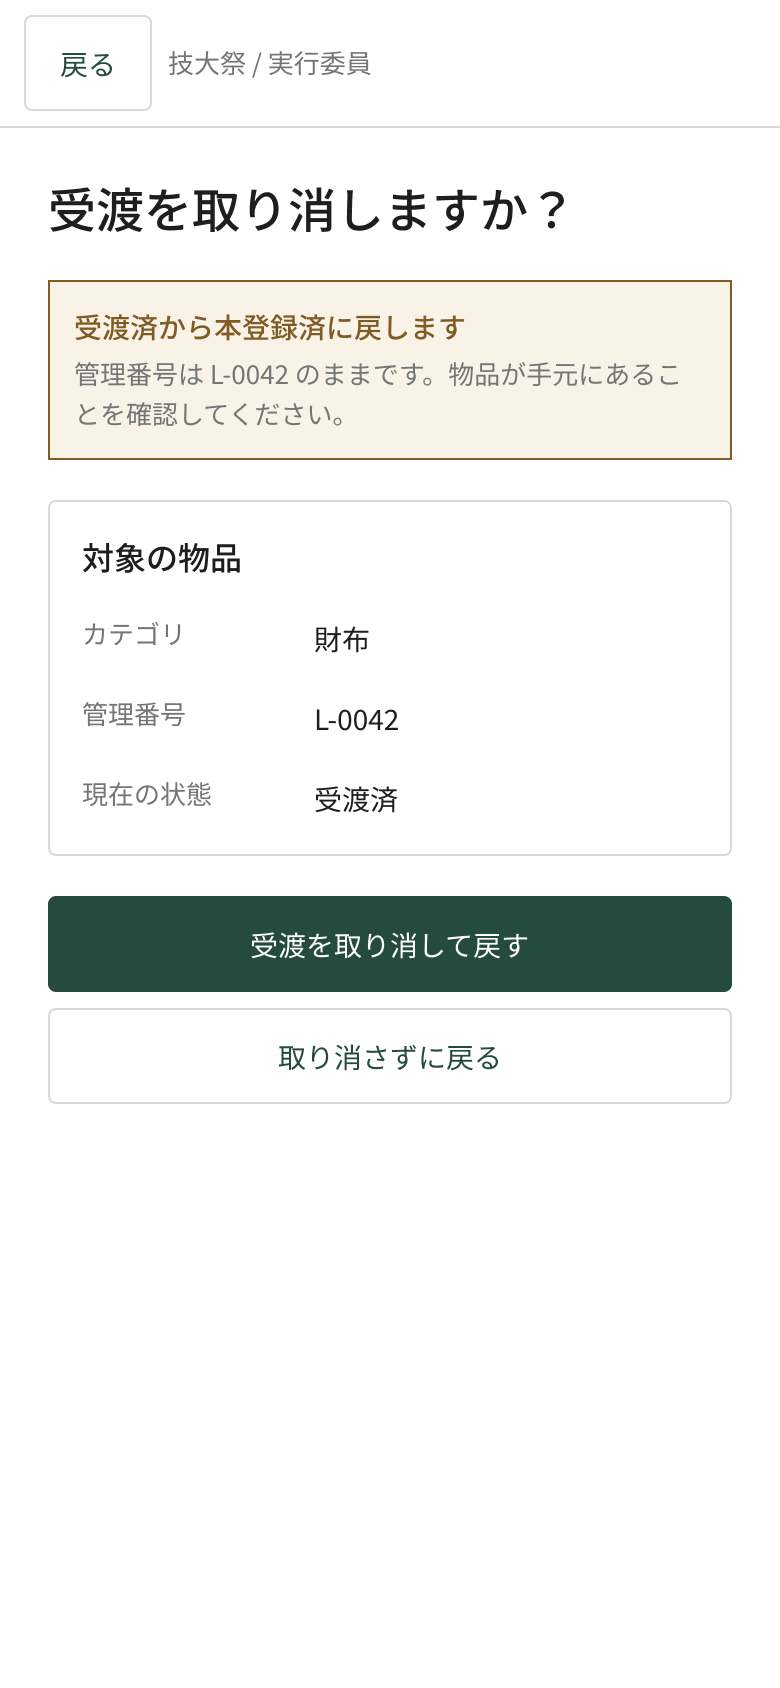 戻る
技大祭 / 実行委員
受渡を取り消しますか？
受渡済から本登録済に戻します
管理番号は L-0042 のままです。物品が手元にあるこ
とを確認してください。
対象の物品
カテゴリ
財布
管理番号
L-0042
現在の状態
受渡済
受渡を取り消して戻す
取り消さずに戻る